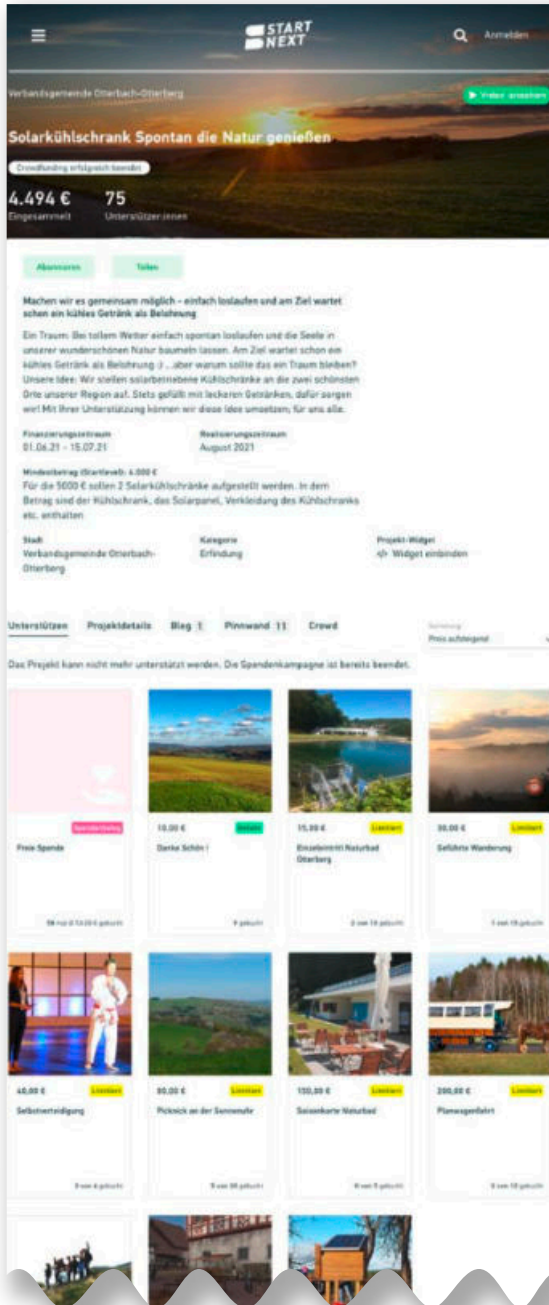 START
NEXT
Anmelden
Verbandsgemeinde Otterbach-Otterberg
Video ansehen
Solarkühlschrank Spontan die Natur genießen
Crowdfunding erfolgreich beendet
4.494 € 75
Eingesammelt Unterstützer:innen
Abonnieren Teilen
Machen wir es gemeinsam möglich - einfach loslaufen und am Ziel wartet
schon ein kühles Getränk als Belohnung
Ein Traum: Bei tollem Wetter einfach spontan loslaufen und die Seele in
unserer wunderschönen Natur baumeln lassen. Am Ziel wartet schon ein
kühles Getränk als Belohnung :) ... aber warum sollte das ein Traum bleiben?
Unsere Idee: Wir stellen solarbetriebene Kühlschränke an die zwei schönsten
Orte unserer Region auf. Stets gefüllt mit leckeren Getränken, dafür sorgen
wir! Mit Ihrer Unterstützung können wir diese Idee umsetzen; für uns alle.
Finanzierungszeitraum Realisierungszeitraum
01.06.21 - 15.07.21 August 2021
Mindestbetrag (Startlevel): 4.000 €
Für die 5000 € sollen 2 Solarkühlschränke aufgestellt werden. In dem
Betrag sind der Kühlschrank, das Solarpanel, Verkleidung des Kühlschranks
etc. enthalten
Stadt Kategorie Projekt-Widget
Verbandsgemeinde Otterbach- Erfindung </> Widget einbinden
Otterberg
Unterstützen Projektdetails Blog 1 Pinnwand 11 Crowd
Preis aufsteigend
Das Projekt kann nicht mehr unterstützt werden. Die Spendenkampagne ist bereits beendet.
10,00 € 15,00 € Limitiert 30,00 € Limitiert
Freie Spende Danke Schön ! Einzeleintritt Naturbad Geführte Wanderung
Otterberg
9 gebucht
40,00 € Limitiert 80,00 € Limitiert 150,00 € Limitiert 200,00 € Limitiert
Selbstverteidigung Picknick an der Sonnenuhr Saisonkarte Naturbad Planwagenfahrt